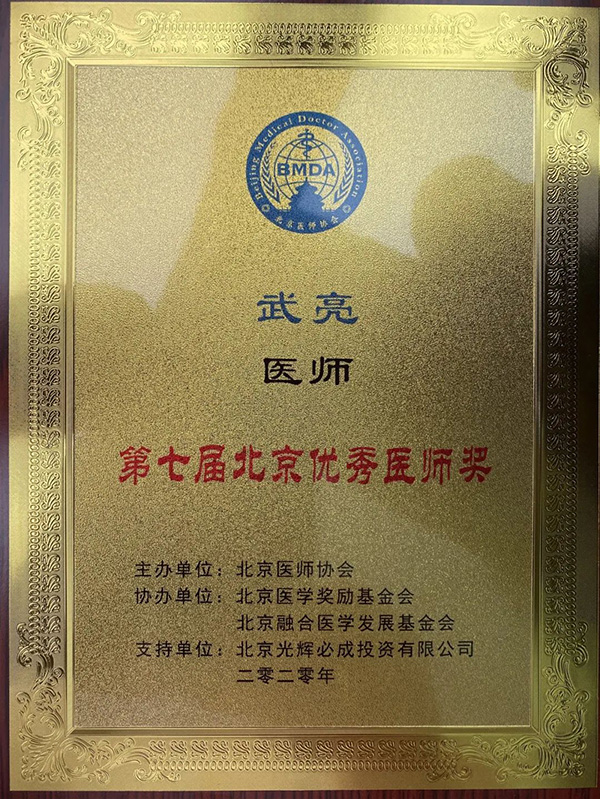 Beijing Medical Doctor Association
BMDA
北京医师协会
武亮
医师
第七届北京优秀医师奖
主办单位：北京医师协会
协办单位：北京医学奖励基金会
北京融合医学发展基金会
支持单位：北京光辉必成投资有限公司
二零二零年